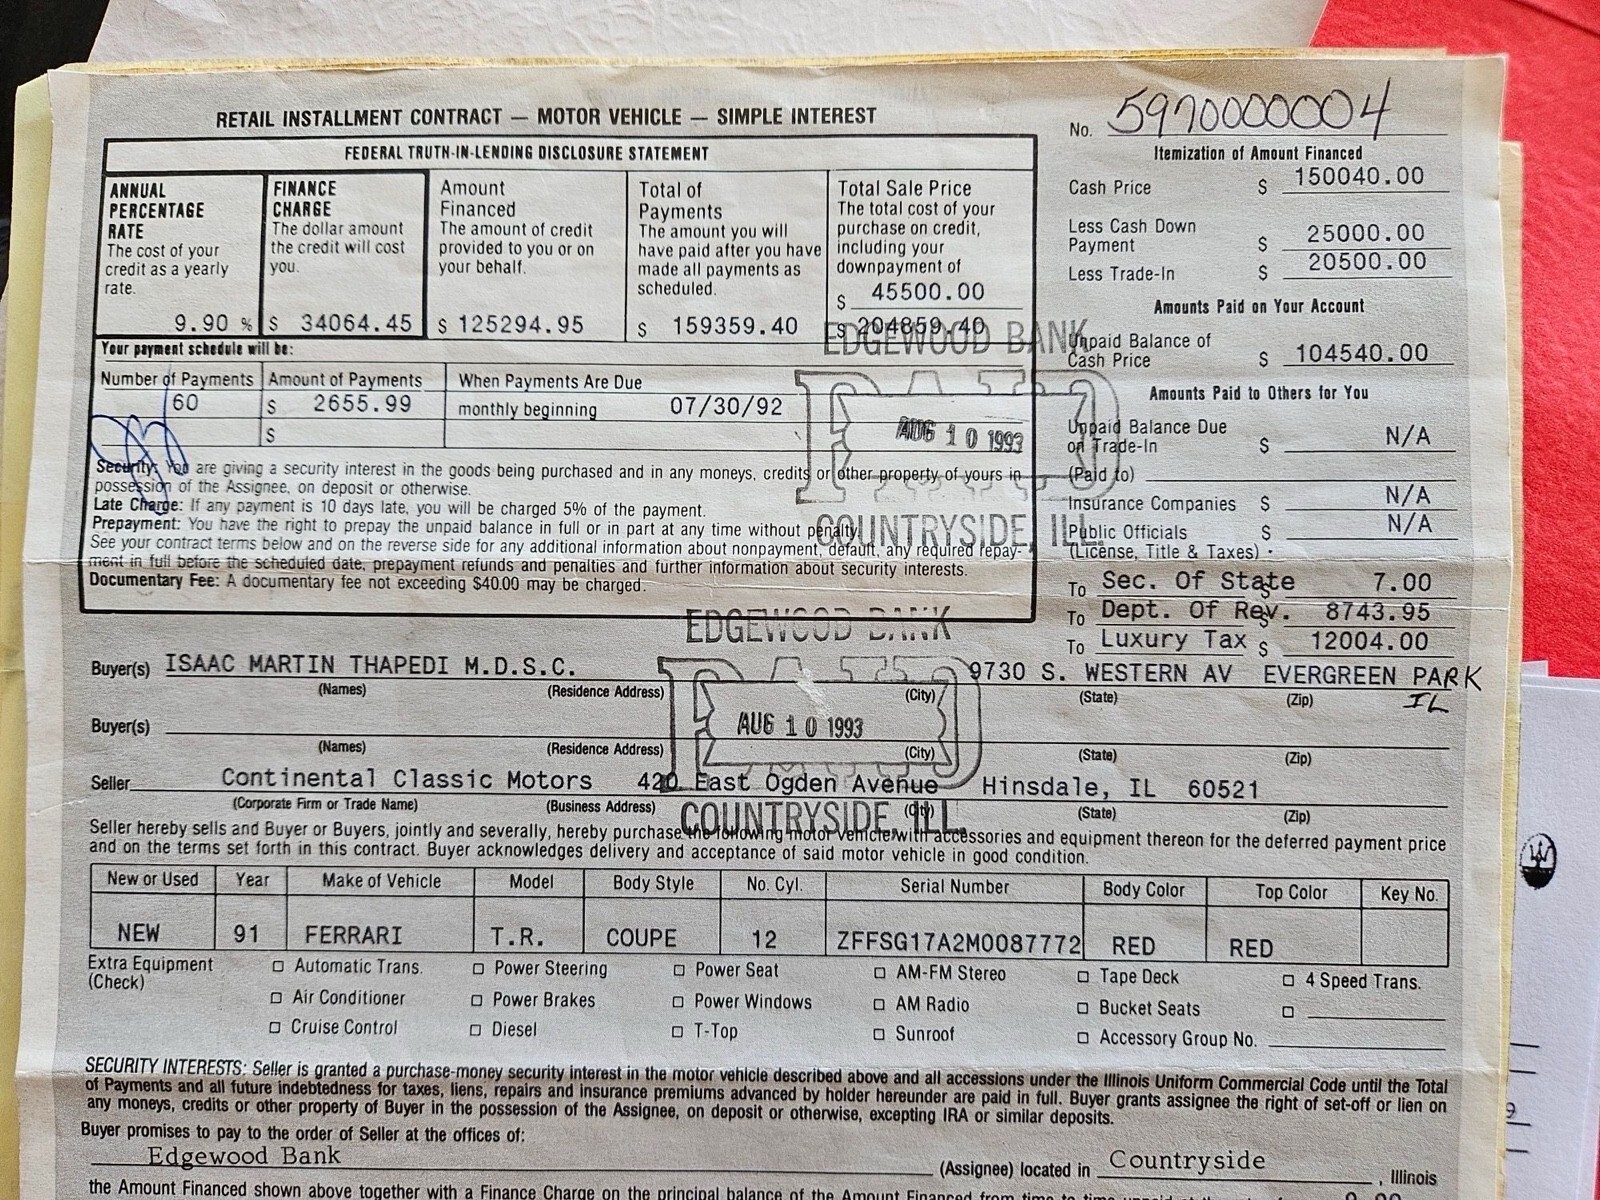 RETAIL INSTALLMENT CONTRACT — MOTOR VEHICLE — SIMPLE INTEREST
No. 5970000004
FEDERAL TRUTH-IN-LENDING DISCLOSURE STATEMENT
ANNUAL PERCENTAGE RATE
The cost of your credit as a yearly rate.
9.90 %
FINANCE CHARGE
The dollar amount the credit will cost you.
$ 34064.45
Amount Financed
The amount of credit provided to you or on your behalf.
$ 125294.95
Total of Payments
The amount you will have paid after you have made all payments as scheduled.
$ 159359.40
Total Sale Price
The total cost of your purchase on credit, including your downpayment of
$ 45500.00
$ 204859.40
Itemization of Amount Financed
Cash Price $ 150040.00
Less Cash Down Payment $ 25000.00
Less Trade-In $ 20500.00
Amounts Paid on Your Account
Unpaid Balance of Cash Price $ 104540.00
Amounts Paid to Others for You
Unpaid Balance Due on Trade-In $ N/A
(Paid to)
Insurance Companies $ N/A
Public Officials $ N/A
(License, Title & Taxes)
To Sec. Of State $ 7.00
To Dept. Of Rev. $ 8743.95
To Luxury Tax $ 12004.00
Your payment schedule will be:
Number of Payments Amount of Payments When Payments Are Due
60 $ 2655.99 monthly beginning 07/30/92
$
EDGEWOOD BANK
PAID
AUG 10 1993
COUNTRYSIDE, ILL.
Security: You are giving a security interest in the goods being purchased and in any moneys, credits or other property of yours in
possession of the Assignee, on deposit or otherwise.
Late Charge: If any payment is 10 days late, you will be charged 5% of the payment.
Prepayment: You have the right to prepay the unpaid balance in full or in part at any time without penalty.
See your contract terms below and on the reverse side for any additional information about nonpayment, default, any required repay-
ment in full before the scheduled date, prepayment refunds and penalties and further information about security interests.
Documentary Fee: A documentary fee not exceeding $40.00 may be charged.
EDGEWOOD BANK
PAID
AUG 10 1993
COUNTRYSIDE, ILL.
Buyer(s) ISAAC MARTIN THAPEDI M.D.S.C. 9730 S. WESTERN AV EVERGREEN PARK
IL
(Names) (Residence Address) (City) (State) (Zip)
Buyer(s)
(Names) (Residence Address) (City) (State) (Zip)
Seller Continental Classic Motors 420 East Ogden Avenue Hinsdale, IL 60521
(Corporate Firm or Trade Name) (Business Address) (City) (State) (Zip)
Seller hereby sells and Buyer or Buyers, jointly and severally, hereby purchase the following motor vehicle with accessories and equipment thereon for the deferred payment price
and on the terms set forth in this contract. Buyer acknowledges delivery and acceptance of said motor vehicle in good condition.
New or Used Year Make of Vehicle Model Body Style No. Cyl. Serial Number Body Color Top Color Key No.
NEW 91 FERRARI T.R. COUPE 12 ZFFSG17A2M0087772 RED RED
Extra Equipment (Check)
□ Automatic Trans. □ Power Steering □ Power Seat □ AM-FM Stereo □ Tape Deck □ 4 Speed Trans.
□ Air Conditioner □ Power Brakes □ Power Windows □ AM Radio □ Bucket Seats □
□ Cruise Control □ Diesel □ T-Top □ Sunroof □ Accessory Group No.
SECURITY INTERESTS: Seller is granted a purchase-money security interest in the motor vehicle described above and all accessions under the Illinois Uniform Commercial Code until the Total
of Payments and all future indebtedness for taxes, liens, repairs and insurance premiums advanced by holder hereunder are paid in full. Buyer grants assignee the right of set-off or lien on
any moneys, credits or other property of Buyer in the possession of the Assignee, on deposit or otherwise, excepting IRA or similar deposits.
Buyer promises to pay to the order of Seller at the offices of:
Edgewood Bank (Assignee) located in Countryside, Illinois
the Amount Financed shown above together with a Finance Charge on the principal balance of the Amount Financed from time to time